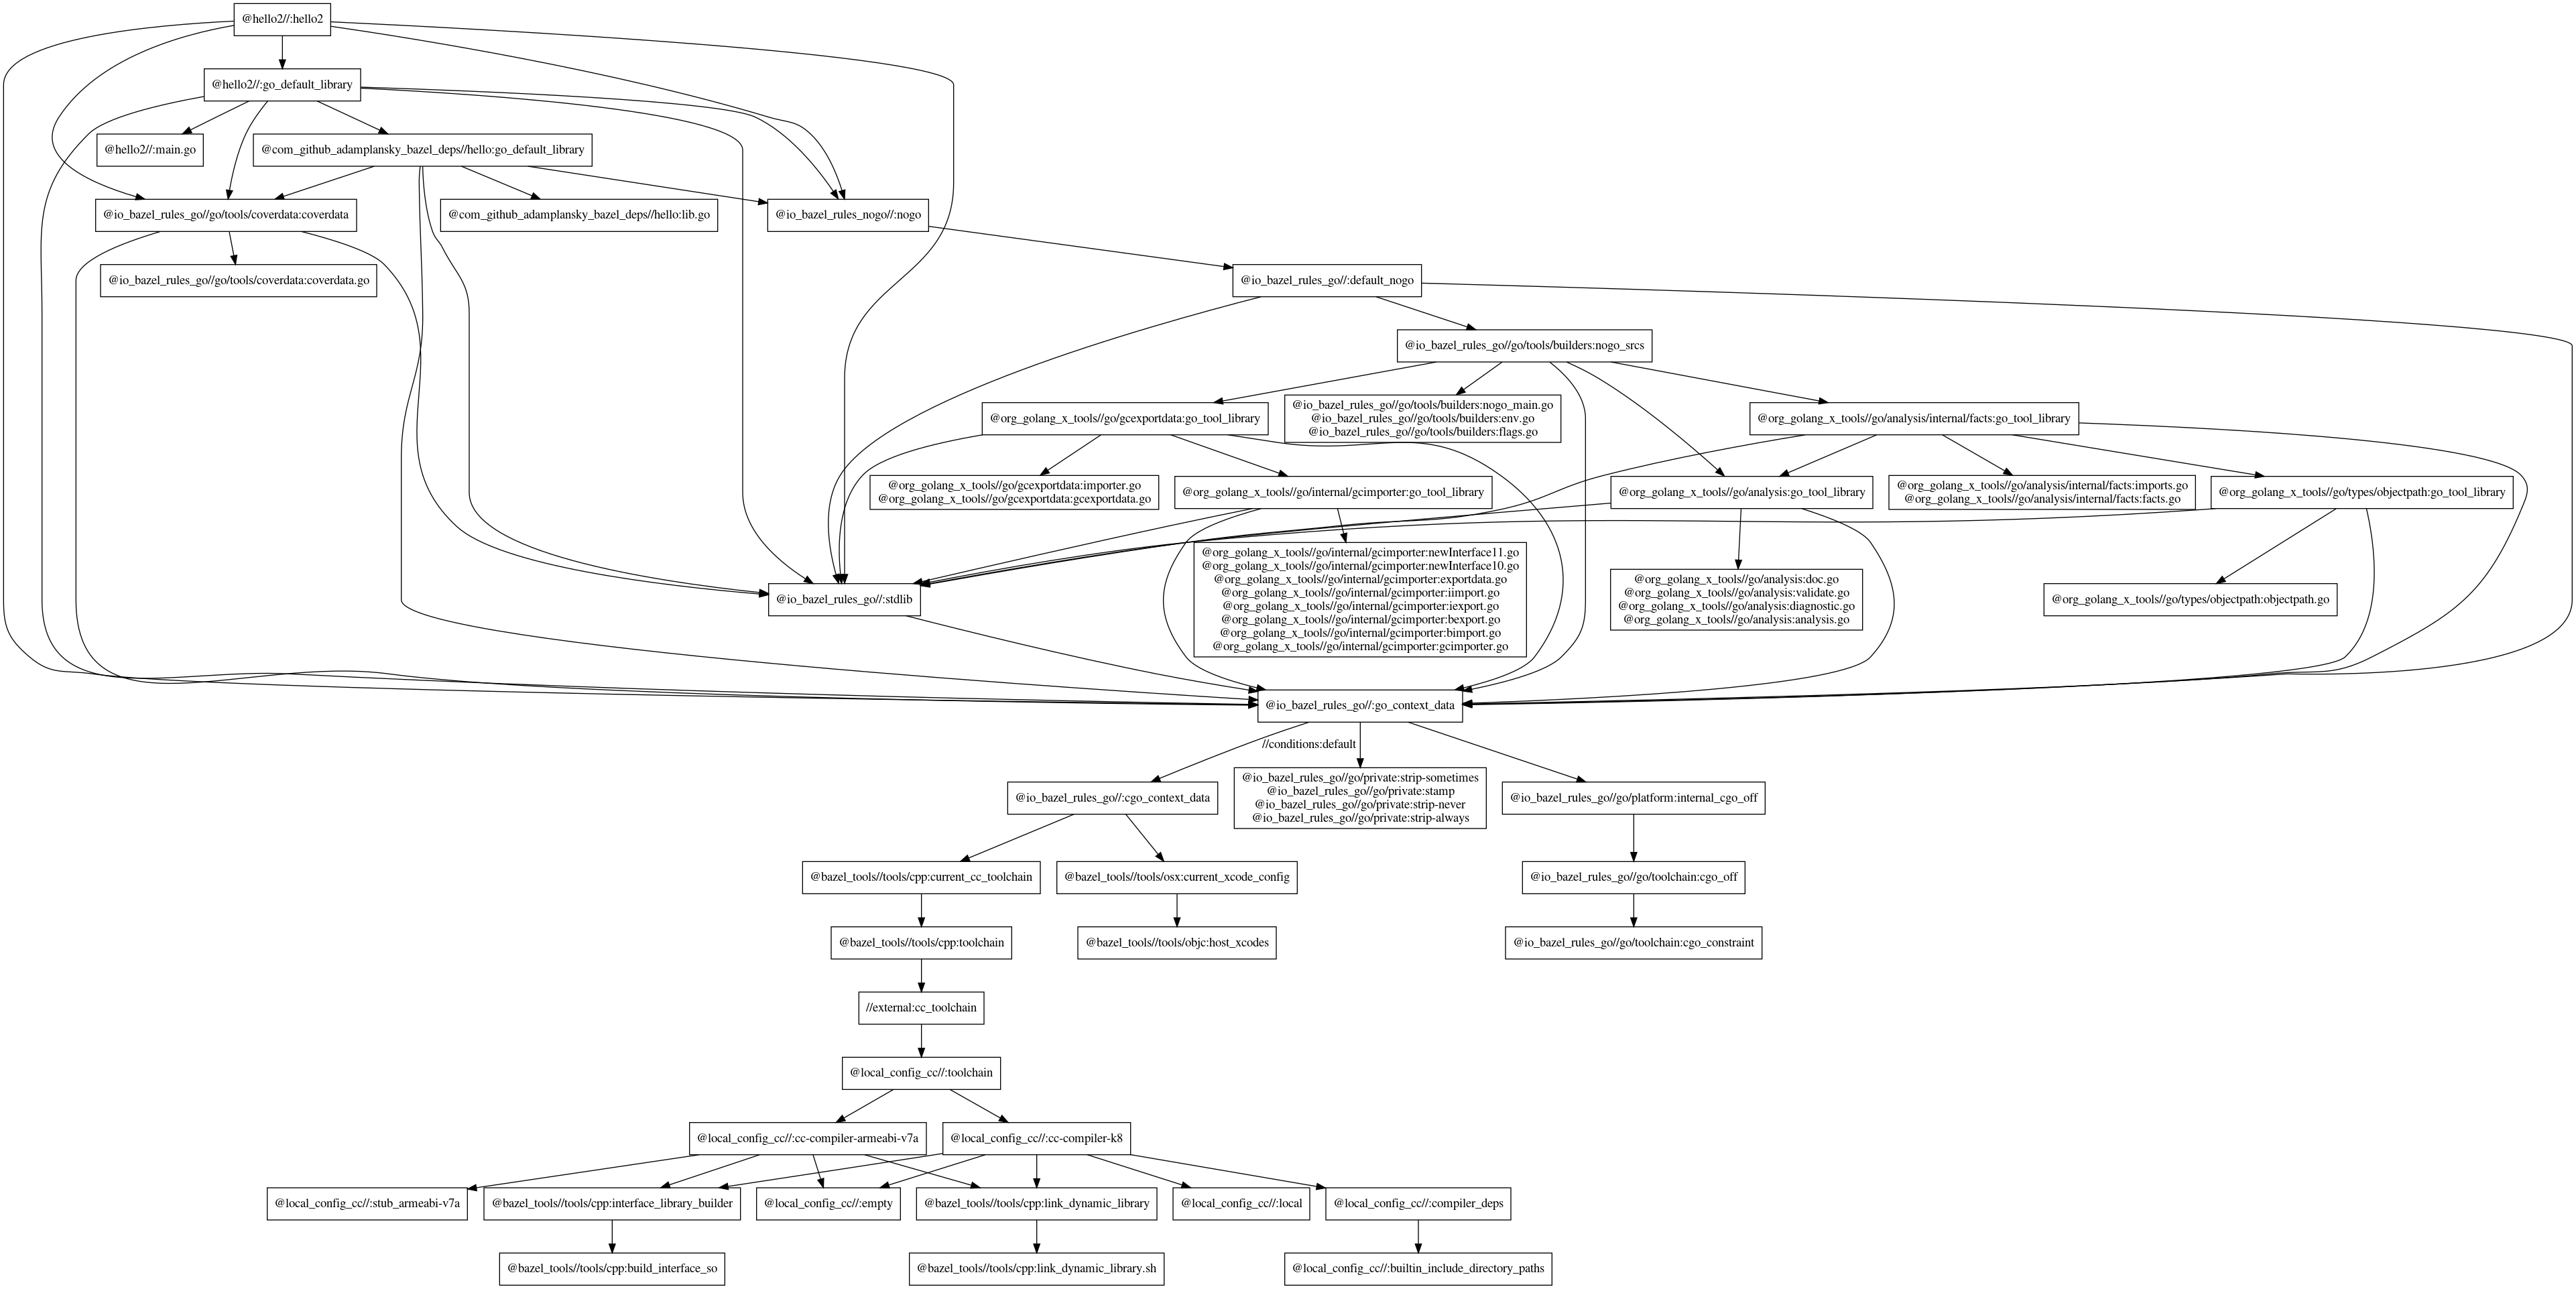 @hello2//:hello2
@hello2//:go_default_library
@hello2//:main.go
@com_github_adamplansky_bazel_deps//hello:go_default_library
@io_bazel_rules_go//go/tools/coverdata:coverdata
@com_github_adamplansky_bazel_deps//hello:lib.go
@io_bazel_rules_nogo//:nogo
@io_bazel_rules_go//go/tools/coverdata:coverdata.go
@io_bazel_rules_go//:default_nogo
@io_bazel_rules_go//go/tools/builders:nogo_srcs
@org_golang_x_tools//go/gcexportdata:go_tool_library
@io_bazel_rules_go//go/tools/builders:nogo_main.go
@io_bazel_rules_go//go/tools/builders:env.go
@io_bazel_rules_go//go/tools/builders:flags.go
@org_golang_x_tools//go/analysis/internal/facts:go_tool_library
@org_golang_x_tools//go/gcexportdata:importer.go
@org_golang_x_tools//go/gcexportdata:gcexportdata.go
@org_golang_x_tools//go/internal/gcimporter:go_tool_library
@org_golang_x_tools//go/analysis:go_tool_library
@org_golang_x_tools//go/analysis/internal/facts:imports.go
@org_golang_x_tools//go/analysis/internal/facts:facts.go
@org_golang_x_tools//go/types/objectpath:go_tool_library
@io_bazel_rules_go//:stdlib
@org_golang_x_tools//go/internal/gcimporter:newInterface11.go
@org_golang_x_tools//go/internal/gcimporter:newInterface10.go
@org_golang_x_tools//go/internal/gcimporter:exportdata.go
@org_golang_x_tools//go/internal/gcimporter:iimport.go
@org_golang_x_tools//go/internal/gcimporter:iexport.go
@org_golang_x_tools//go/internal/gcimporter:bexport.go
@org_golang_x_tools//go/internal/gcimporter:bimport.go
@org_golang_x_tools//go/internal/gcimporter:gcimporter.go
@org_golang_x_tools//go/analysis:doc.go
@org_golang_x_tools//go/analysis:validate.go
@org_golang_x_tools//go/analysis:diagnostic.go
@org_golang_x_tools//go/analysis:analysis.go
@org_golang_x_tools//go/types/objectpath:objectpath.go
@io_bazel_rules_go//:go_context_data
//conditions:default
@io_bazel_rules_go//:cgo_context_data
@io_bazel_rules_go//go/private:strip-sometimes
@io_bazel_rules_go//go/private:stamp
@io_bazel_rules_go//go/private:strip-never
@io_bazel_rules_go//go/private:strip-always
@io_bazel_rules_go//go/platform:internal_cgo_off
@bazel_tools//tools/cpp:current_cc_toolchain
@bazel_tools//tools/osx:current_xcode_config
@io_bazel_rules_go//go/toolchain:cgo_off
@bazel_tools//tools/cpp:toolchain
@bazel_tools//tools/objc:host_xcodes
@io_bazel_rules_go//go/toolchain:cgo_constraint
//external:cc_toolchain
@local_config_cc//:toolchain
@local_config_cc//:cc-compiler-armeabi-v7a
@local_config_cc//:cc-compiler-k8
@local_config_cc//:stub_armeabi-v7a
@bazel_tools//tools/cpp:interface_library_builder
@local_config_cc//:empty
@bazel_tools//tools/cpp:link_dynamic_library
@local_config_cc//:local
@local_config_cc//:compiler_deps
@bazel_tools//tools/cpp:build_interface_so
@bazel_tools//tools/cpp:link_dynamic_library.sh
@local_config_cc//:builtin_include_directory_paths